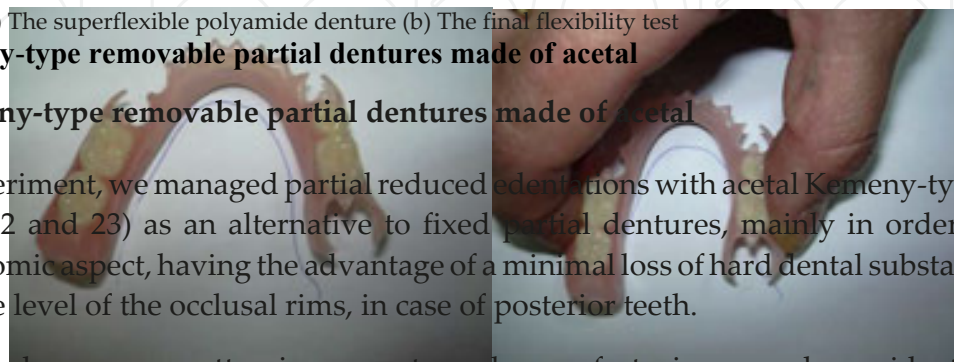 The superflexible polyamide denture (b) The final flexibility test
y-type removable partial dentures made of acetal
ny-type removable partial dentures made of acetal
eriment, we managed partial reduced edentations with acetal Kemeny-ty
2 and 23) as an alternative to fixed partial dentures, mainly in order
omic aspect, having the advantage of a minimal loss of hard dental substa
e level of the occlusal rims, in case of posterior teeth.